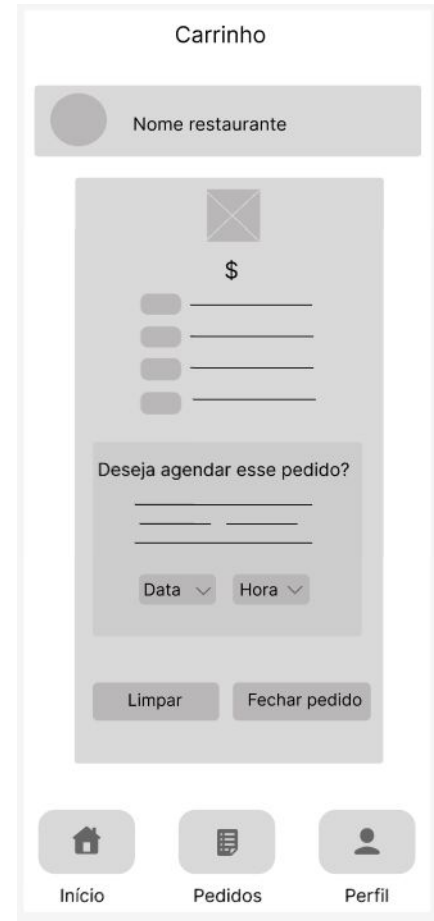 Carrinho
Nome restaurante
$
Deseja agendar esse pedido?
Data Hora
Limpar Fechar pedido
Início Pedidos Perfil